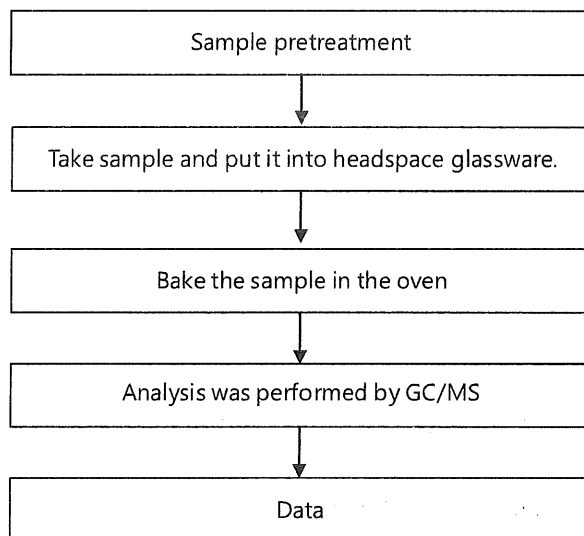 Sample pretreatment
Take sample and put it into headspace glassware.
Bake the sample in the oven
Analysis was performed by GC/MS
Data